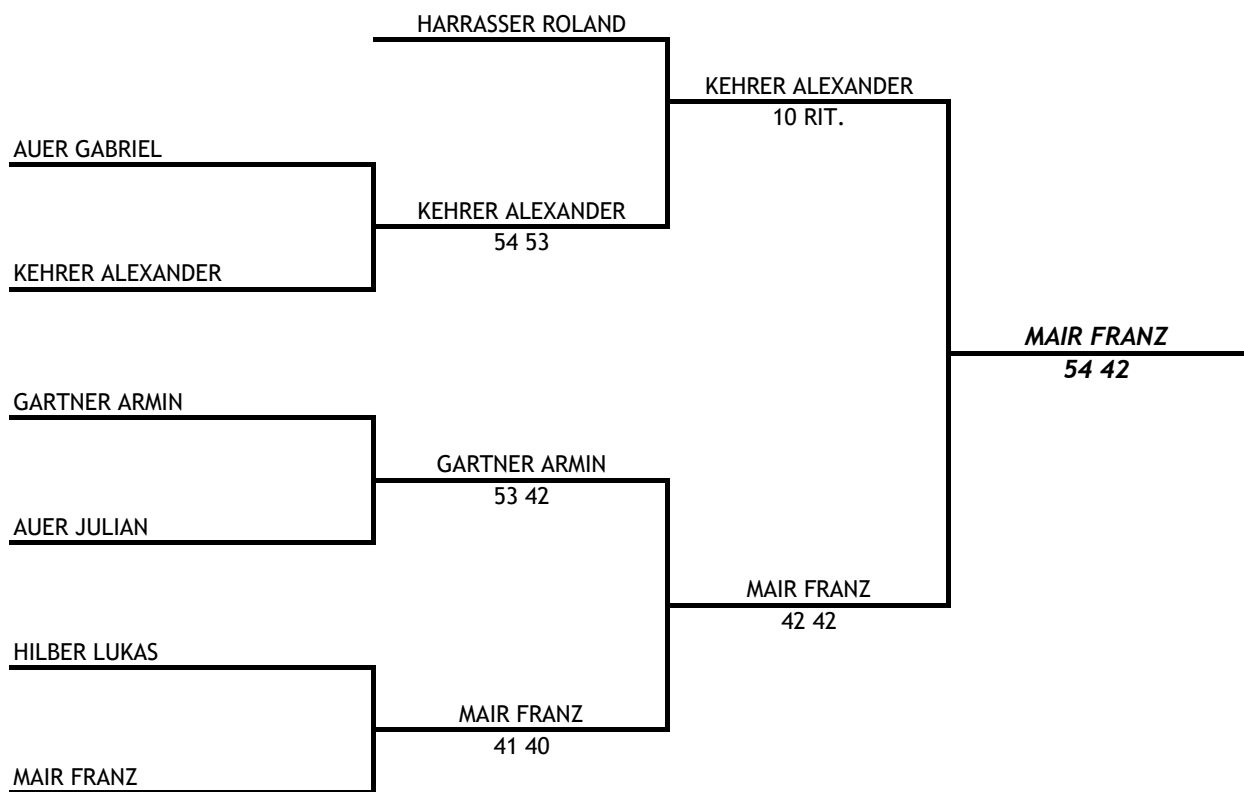 HARRASSER ROLAND
KEHRER ALEXANDER
10 RIT.
AUER GABRIEL
KEHRER ALEXANDER
54 53
KEHRER ALEXANDER
MAIR FRANZ
54 42
GARTNER ARMIN
GARTNER ARMIN
53 42
AUER JULIAN
MAIR FRANZ
42 42
HILBER LUKAS
MAIR FRANZ
41 40
MAIR FRANZ